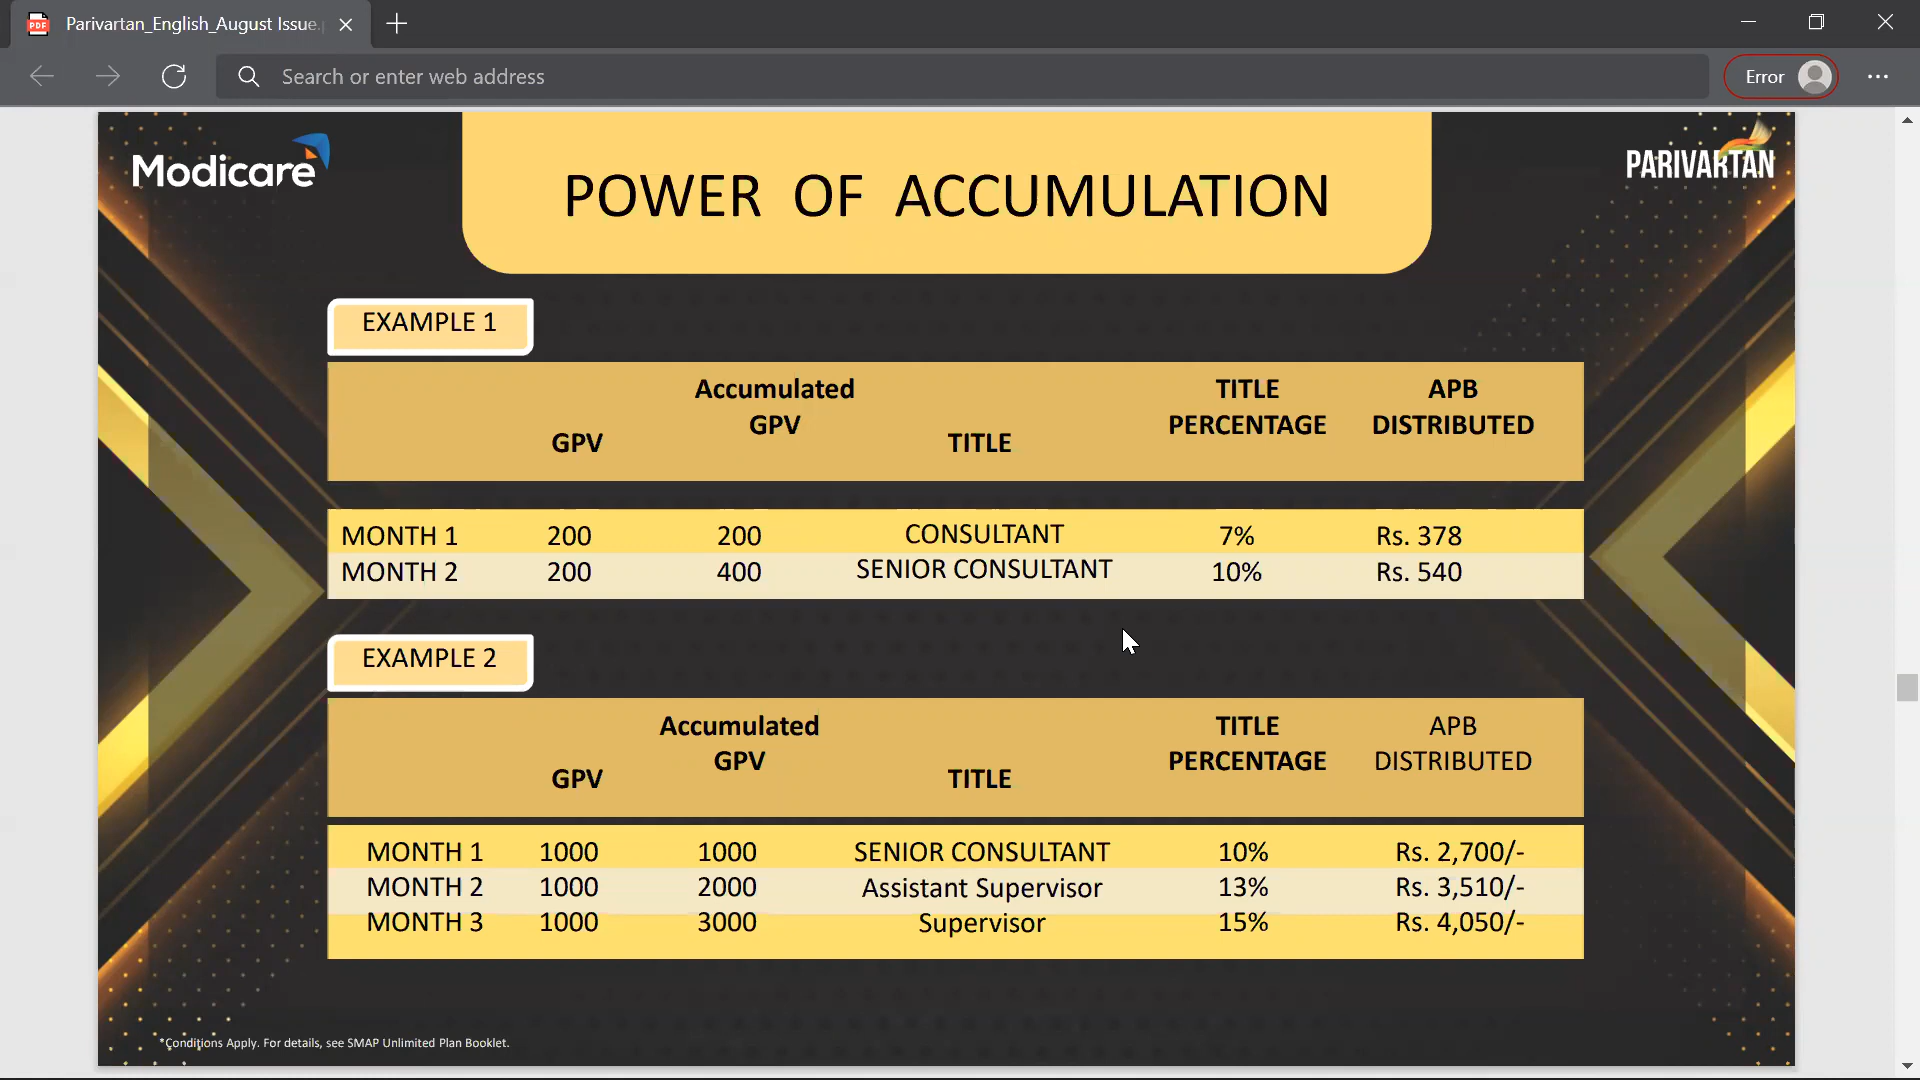 Parivartan_English_August Issue.
Search or enter web address
Error
Modicare
PARIVARTAN
POWER OF ACCUMULATION
EXAMPLE 1
GPV Accumulated GPV TITLE TITLE PERCENTAGE APB DISTRIBUTED
MONTH 1 200 200 CONSULTANT 7% Rs. 378
MONTH 2 200 400 SENIOR CONSULTANT 10% Rs. 540
EXAMPLE 2
GPV Accumulated GPV TITLE TITLE PERCENTAGE APB DISTRIBUTED
MONTH 1 1000 1000 SENIOR CONSULTANT 10% Rs. 2,700/-
MONTH 2 1000 2000 Assistant Supervisor 13% Rs. 3,510/-
MONTH 3 1000 3000 Supervisor 15% Rs. 4,050/-
*Conditions Apply. For details, see SMAP Unlimited Plan Booklet.